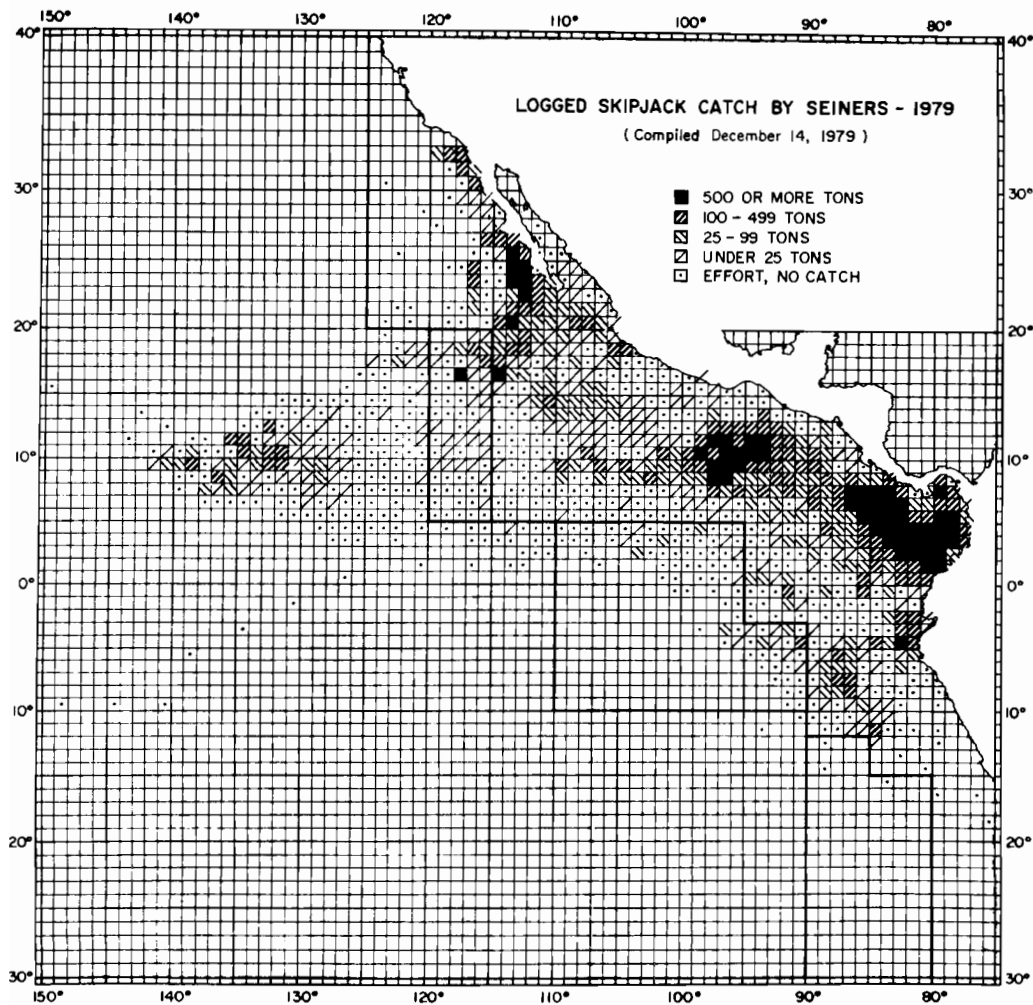 150° 140° 130° 120° 110° 100° 90° 80°
40° 40°
LOGGED SKIPJACK CATCH BY SEINERS - 1979
( Compiled December 14, 1979 )
30° 30°
500 OR MORE TONS
100 - 499 TONS
25 - 99 TONS
UNDER 25 TONS
EFFORT, NO CATCH
20° 20°
10° 10°
0° 0°
10° 10°
20° 20°
30° 30°
150° 140° 130° 120° 110° 100° 90° 80°